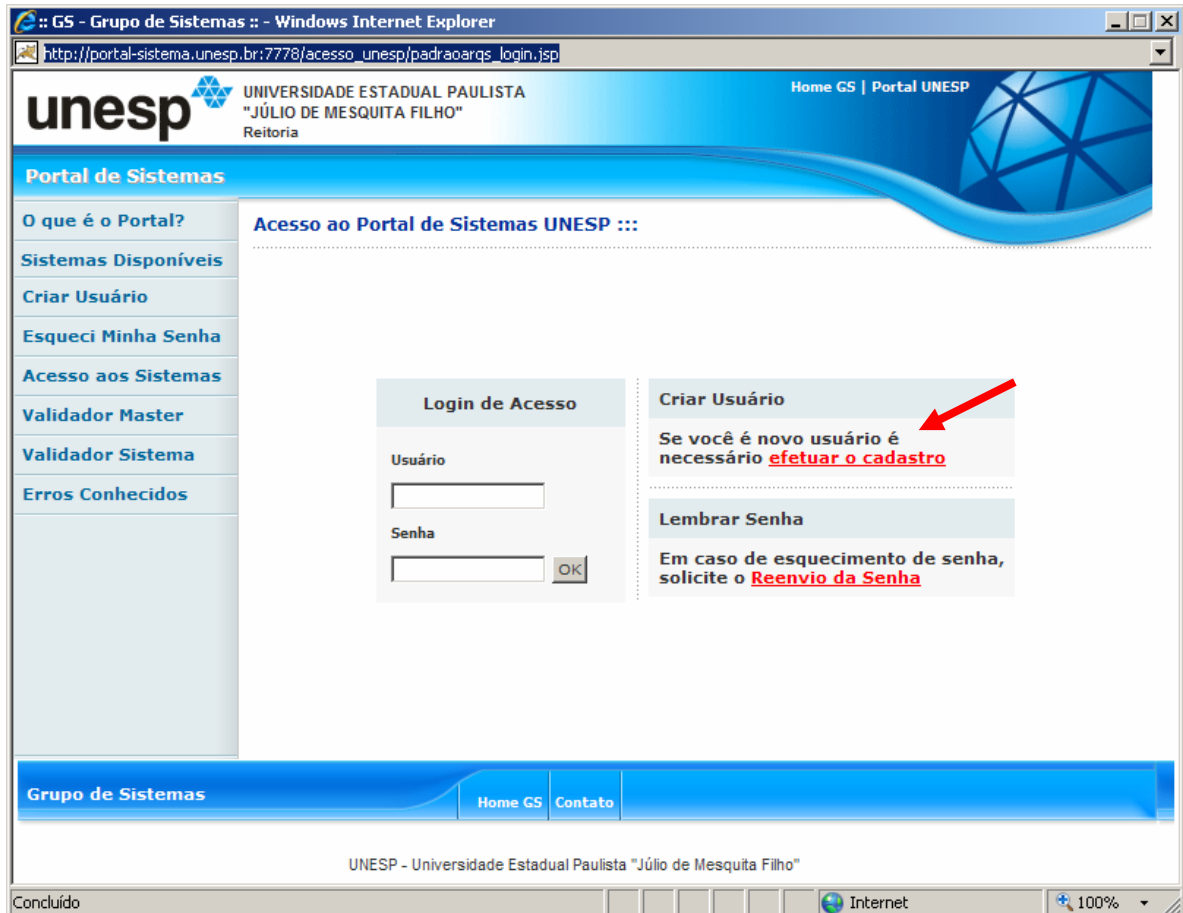 :: GS - Grupo de Sistemas :: - Windows Internet Explorer
http://portal-sistema.unesp.br:7778/acesso_unesp/padraoarqs_login.jsp
unesp
UNIVERSIDADE ESTADUAL PAULISTA
"JÚLIO DE MESQUITA FILHO"
Reitoria
Home GS | Portal UNESP
Portal de Sistemas
O que é o Portal?
Sistemas Disponíveis
Criar Usuário
Esqueci Minha Senha
Acesso aos Sistemas
Validador Master
Validador Sistema
Erros Conhecidos
Acesso ao Portal de Sistemas UNESP :::
Login de Acesso
Usuário
Senha
OK
Criar Usuário
Se você é novo usuário é
necessário efetuar o cadastro
Lembrar Senha
Em caso de esquecimento de senha,
solicite o Reenvio da Senha
Grupo de Sistemas
Home GS
Contato
UNESP - Universidade Estadual Paulista "Júlio de Mesquita Filho"
Concluído
Internet
100%